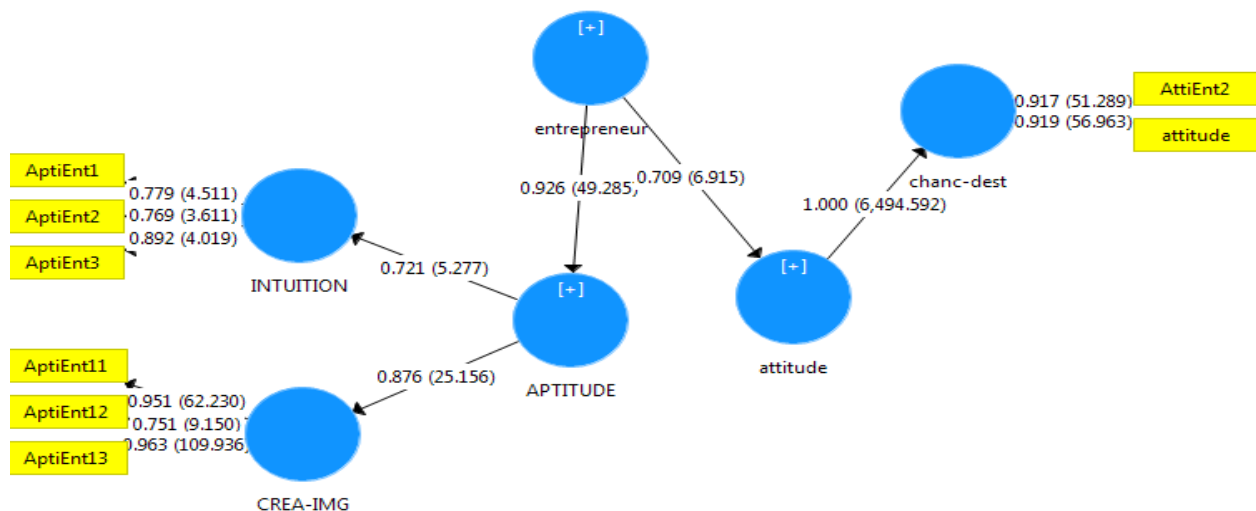 [+]
entrepreneur
AttiEnt2
0.917 (51.289)
0.919 (56.963)
attitude
chanc-dest
AptiEnt1
0.779 (4.511)
AptiEnt2
0.769 (3.611)
0.892 (4.019)
AptiEnt3
INTUITION
0.926 (49.285)
0.709 (6.915)
1.000 (6,494.592)
0.721 (5.277)
[+]
APTITUDE
[+]
attitude
0.876 (25.156)
AptiEnt11
0.951 (62.230)
AptiEnt12
0.751 (9.150)
0.963 (109.936)
AptiEnt13
CREA-IMG